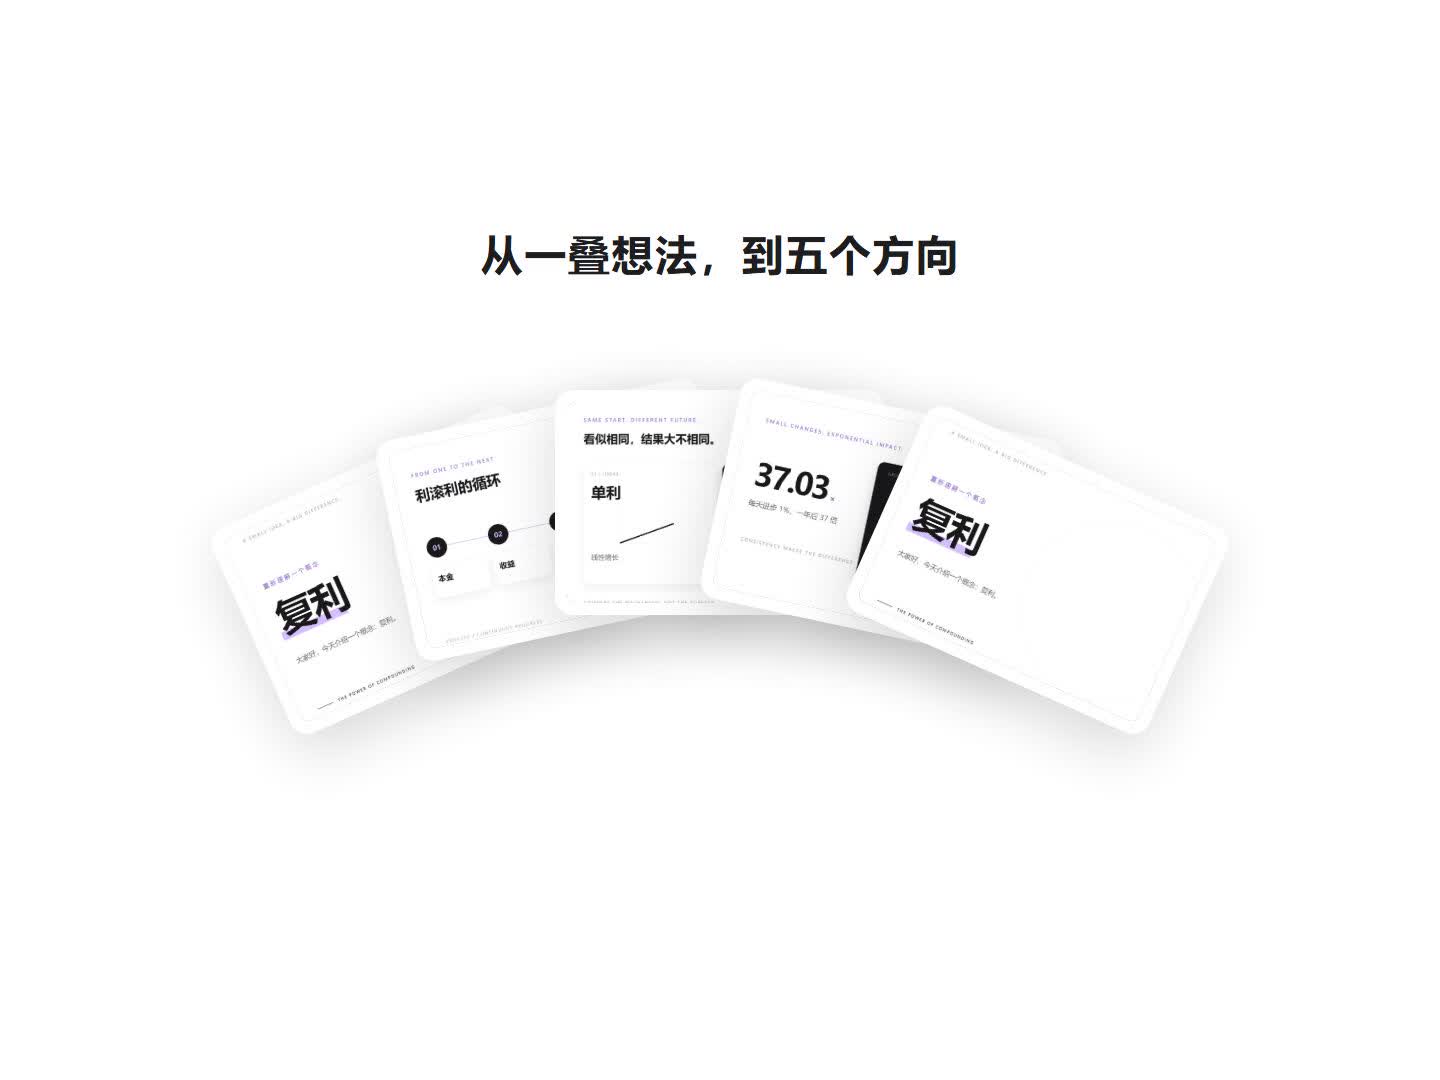 从一叠想法，到五个方向
A SMALL IDEA, A BIG DIFFERENCE.
重新理解一个概念
复利
大家好，今天介绍一个概念：复利。
THE POWER OF COMPOUNDING
FROM ONE TO THE NEXT
利滚利的循环
01
02
本金
收益
SAME START. DIFFERENT FUTURE.
看似相同，结果大不相同。
单利
线性增长
SMALL CHANGES. EXPONENTIAL IMPACT.
37.03×
每天进步 1%，一年后 37 倍
CONSISTENCY MAKES THE DIFFERENCE
A SMALL IDEA, A BIG DIFFERENCE.
重新理解一个概念
复利
大家好，今天介绍一个概念：复利。
THE POWER OF COMPOUNDING